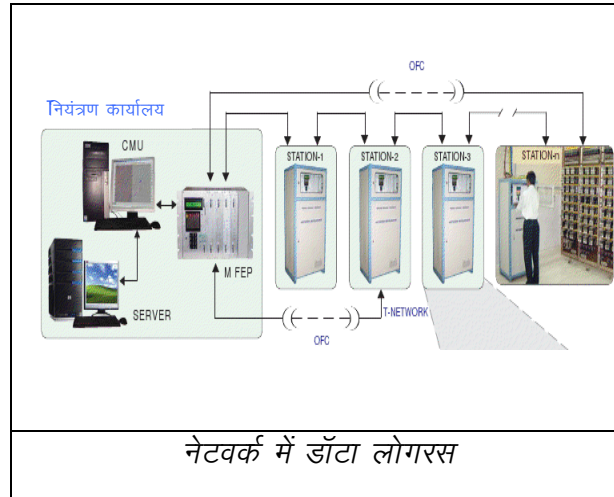 OFC
नियंत्रण कार्यालय
CMU
STATION-1
STATION-2
STATION-3
STATION-n
M FEP
SERVER
T-NETWORK
OFC
नेटवर्क में डॉटा लोगरस